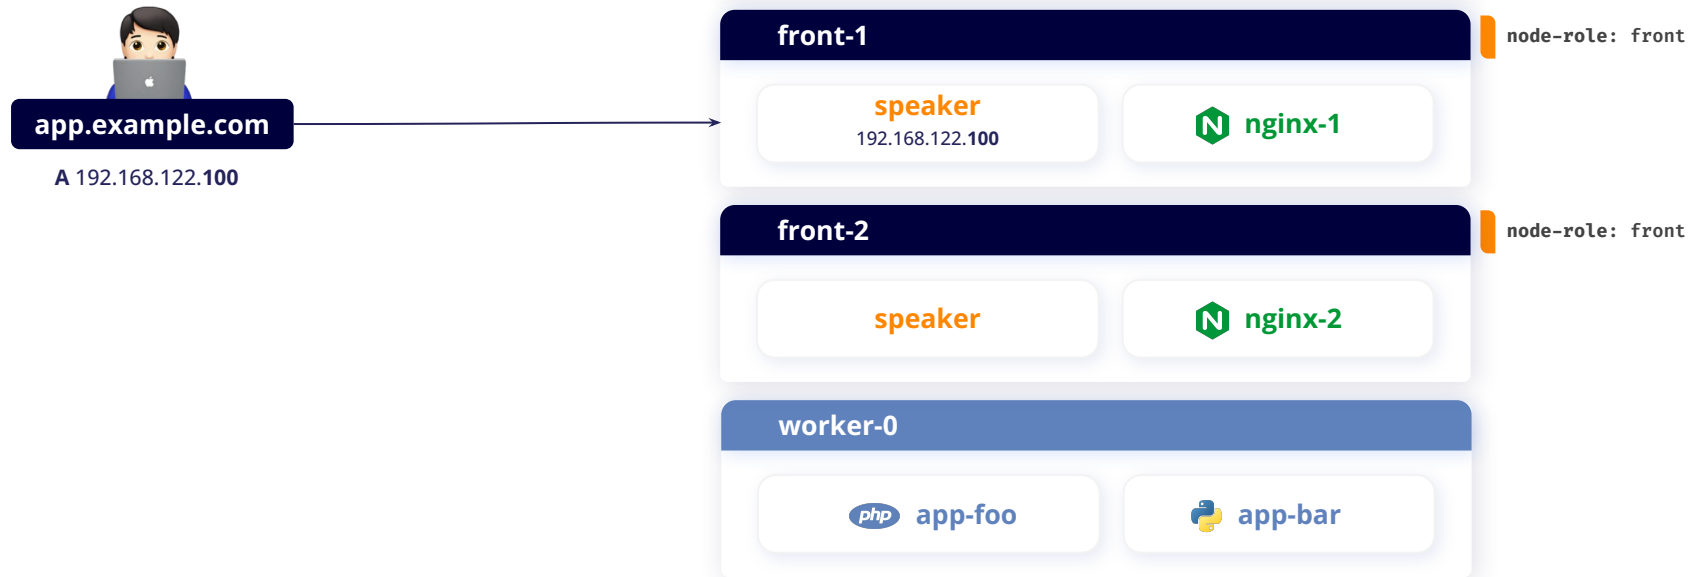 app.example.com
A 192.168.122.100
front-1
node-role: front
speaker
192.168.122.100
nginx-1
front-2
node-role: front
speaker
nginx-2
worker-0
php app-foo
app-bar